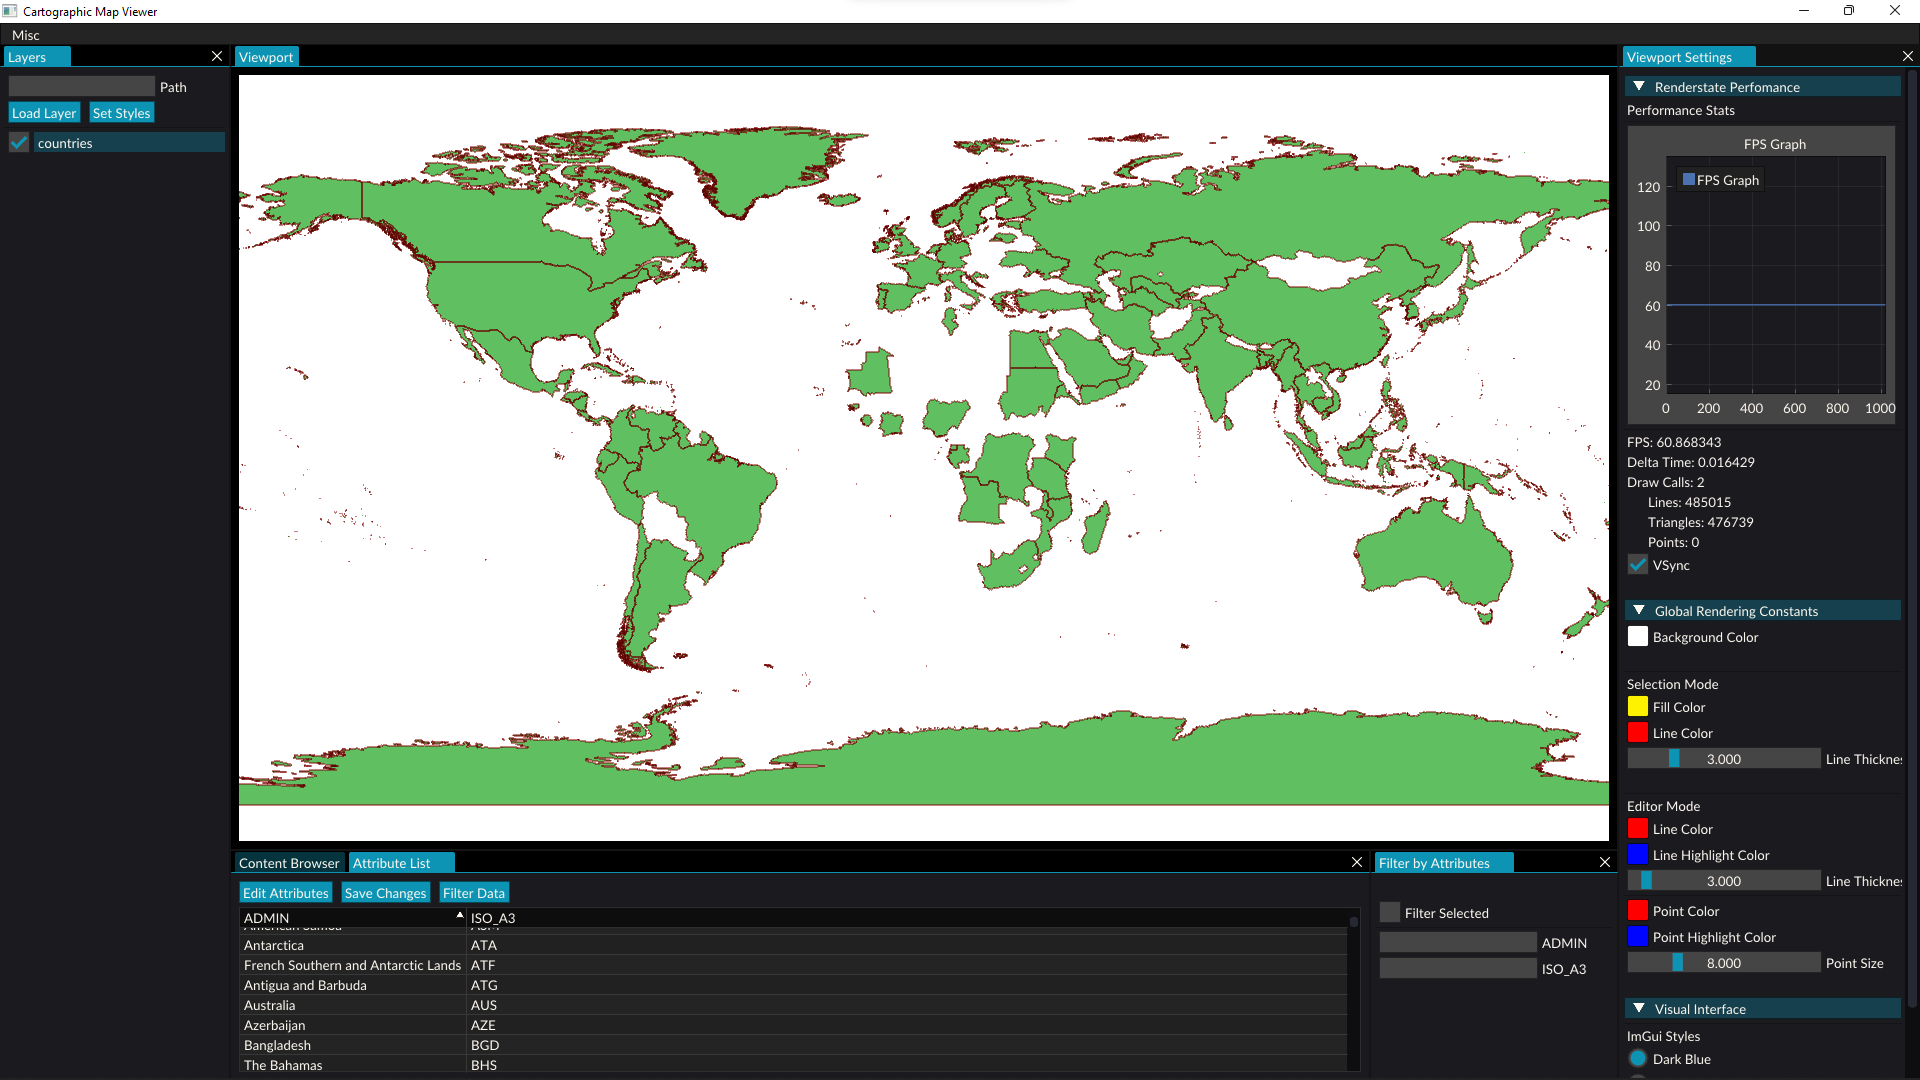 Cartographic Map Viewer
Misc
Layers
Path
Load Layer
Set Styles
countries
Viewport
Viewport Settings
Renderstate Perfomance
Performance Stats
FPS Graph
FPS Graph
120
100
80
60
40
20
0 200 400 600 800 1000
FPS: 60.868343
Delta Time: 0.016429
Draw Calls: 2
Lines: 485015
Triangles: 476739
Points: 0
VSync
Global Rendering Constants
Background Color
Selection Mode
Fill Color
Line Color
3.000 Line Thicknes
Editor Mode
Line Color
Line Highlight Color
3.000 Line Thicknes
Point Color
Point Highlight Color
8.000 Point Size
Visual Interface
ImGui Styles
Dark Blue
Content Browser
Attribute List
Edit Attributes
Save Changes
Filter Data
ADMIN ISO_A3
American Samoa ASM
Antarctica ATA
French Southern and Antarctic Lands ATF
Antigua and Barbuda ATG
Australia AUS
Azerbaijan AZE
Bangladesh BGD
The Bahamas BHS
Filter by Attributes
Filter Selected
ADMIN
ISO_A3